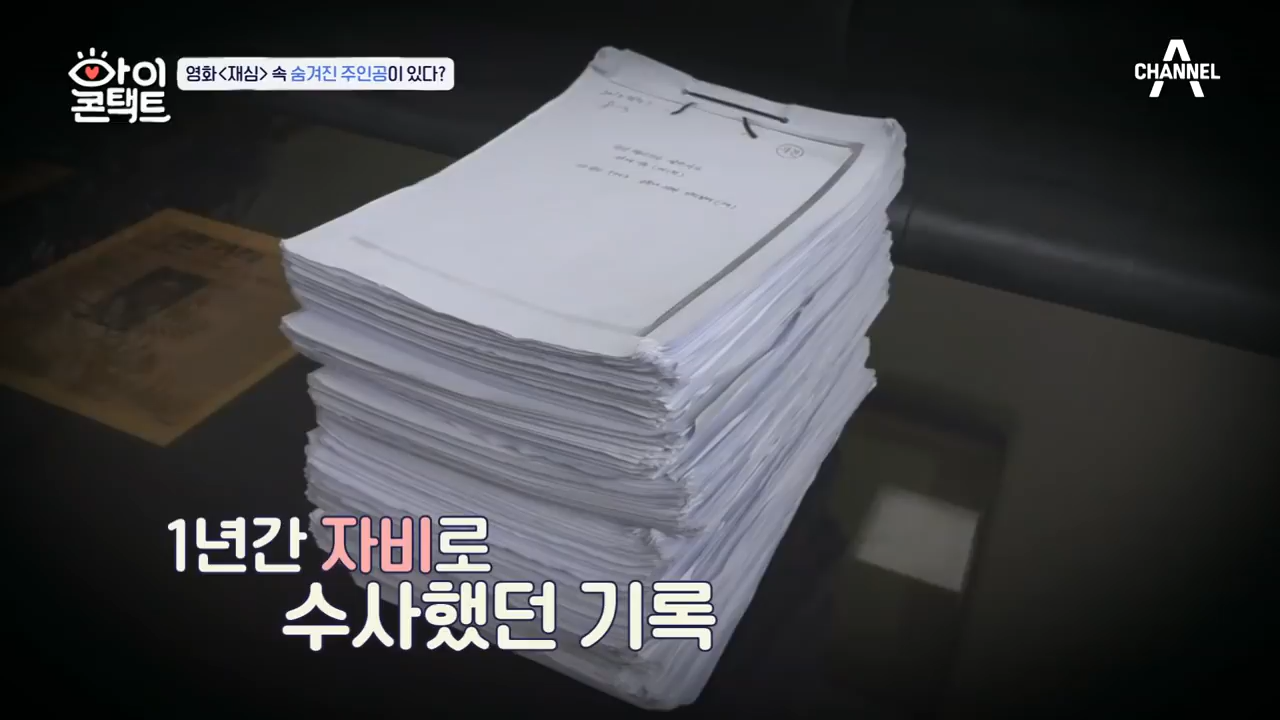 아이
콘택트
영화<재심> 속 숨겨진 주인공이 있다?
CHANNEL A
1년간 자비로
수사했던 기록